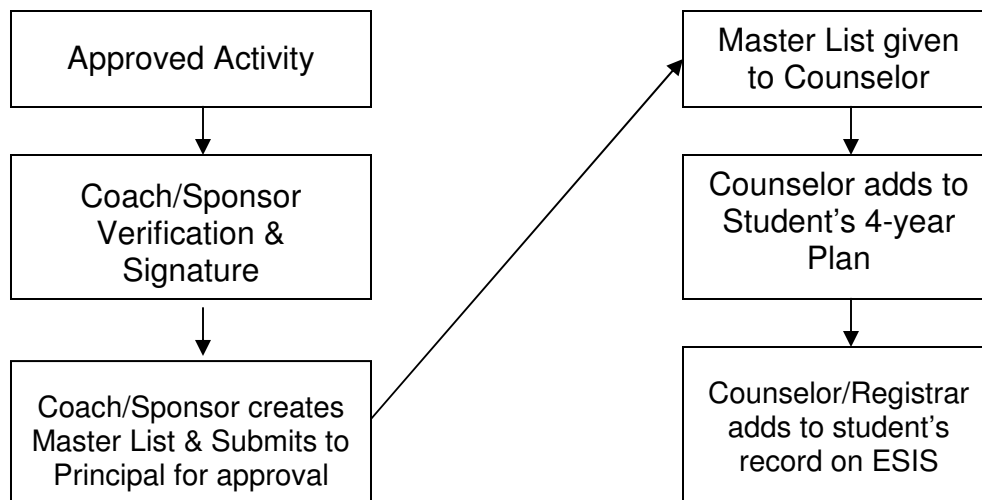 Approved Activity
Coach/Sponsor
Verification &
Signature
Coach/Sponsor creates
Master List & Submits to
Principal for approval
Master List given
to Counselor
Counselor adds to
Student’s 4-year
Plan
Counselor/Registrar
adds to student’s
record on ESIS